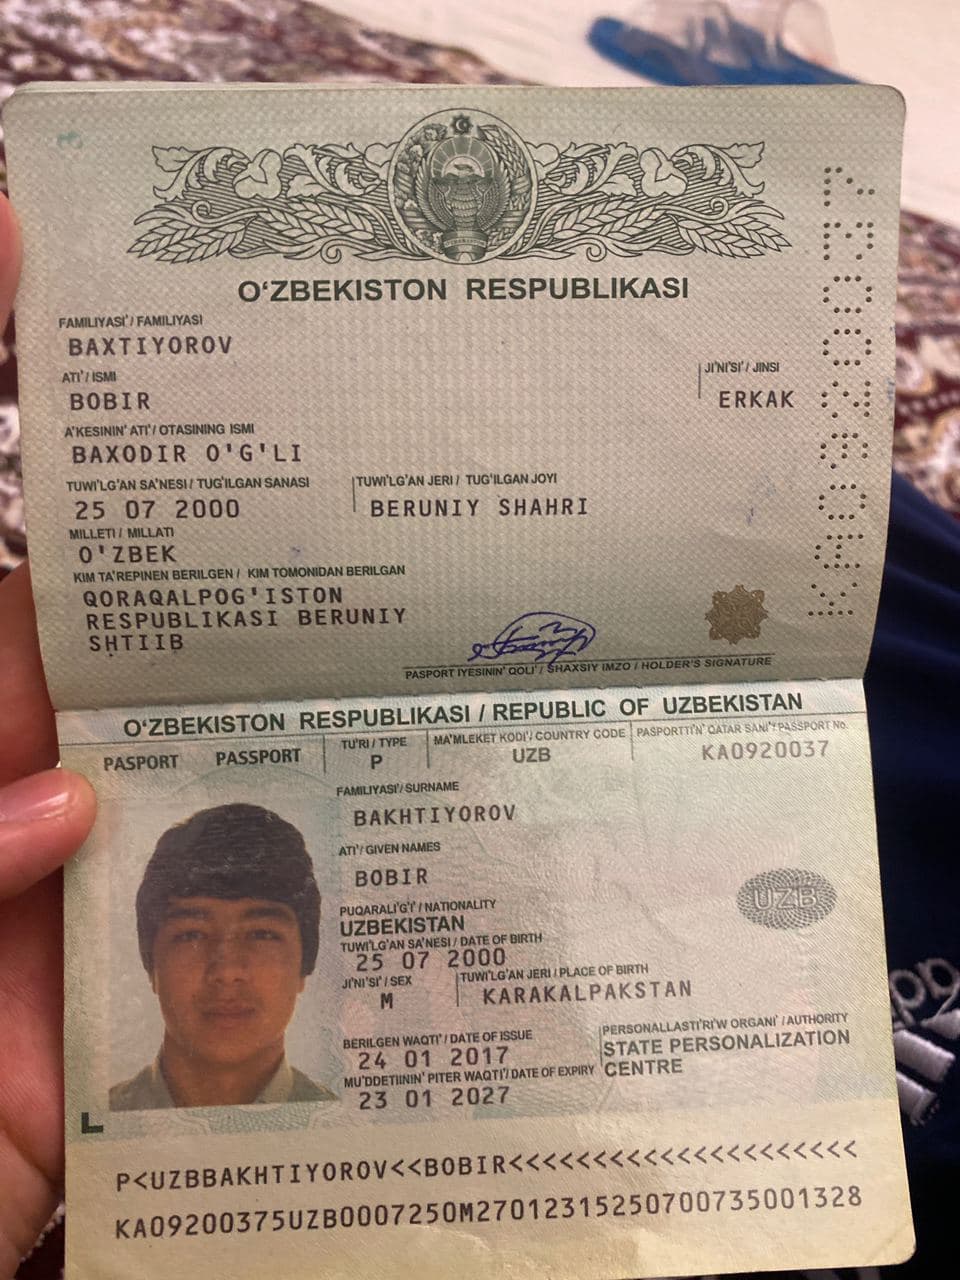 O‘ZBEKISTON RESPUBLIKASI
FAMILIYASI'/ FAMILIYASI
BAXTIYOROV
ATI'/ ISMI
BOBIR
JI'NI'SI'/ JINSI
ERKAK
A'KESININ' ATI'/ OTASINING ISMI
BAXODIR O'G'LI
TUWI'LG'AN SA'NESI / TUG'ILGAN SANASI
25 07 2000
TUWI'LG'AN JERI / TUG'ILGAN JOYI
BERUNIY SHAHRI
MILLETI / MILLATI
O'ZBEK
KIM TA'REPINEN BERILGEN / KIM TOMONIDAN BERILGAN
QORAQALPOG'ISTON
RESPUBLIKASI BERUNIY
SHTIIB
PASPORT IYESININ' QOLI'/ SHAXSIY IMZO / HOLDER'S SIGNATURE
KA0920037
O‘ZBEKISTON RESPUBLIKASI / REPUBLIC OF UZBEKISTAN
PASPORT PASSPORT
TU'RI / TYPE
P
MA'MLEKET KODI'/ COUNTRY CODE
UZB
PASPORTTI'N' QATAR SANI'/ PASSPORT No.
KA0920037
FAMILIYASI'/ SURNAME
BAKHTIYOROV
ATI'/ GIVEN NAMES
BOBIR
PUQARALI'G'I'/ NATIONALITY
UZBEKISTAN
TUWI'LG'AN SA'NESI / DATE OF BIRTH
25 07 2000
JI'NI'SI'/ SEX
M
TUWI'LG'AN JERI / PLACE OF BIRTH
KARAKALPAKSTAN
BERILGEN WAQTI'/ DATE OF ISSUE
24 01 2017
PERSONALLASTI'RI'W ORGANI'/ AUTHORITY
STATE PERSONALIZATION
CENTRE
MU'DDETIININ' PITER WAQTI'/ DATE OF EXPIRY
23 01 2027
UZB
P<UZBBAKHTIYOROV<<BOBIR<<<<<<<<<<<<<<<<<<<<<
KA09200375UZB0007250M27012315250700735001328